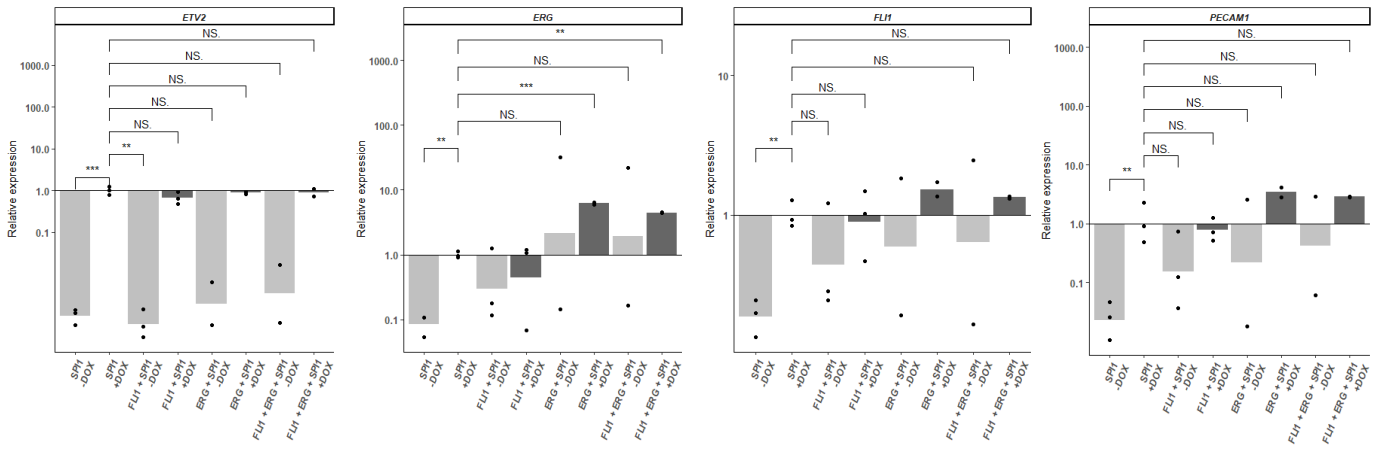 ETV2
ERG
FLI1
PECAM1
Relative expression
1000.0
100.0
10.0
1.0
0.1
NS.
NS.
NS.
NS.
NS.
**
***
SPI1
-DOX
SPI1
+DOX
FLI1 + SPI1
-DOX
FLI1 + SPI1
+DOX
ERG + SPI1
-DOX
ERG + SPI1
+DOX
FLI1 + ERG + SPI1
-DOX
FLI1 + ERG + SPI1
+DOX
Relative expression
1000.0
100.0
10.0
1.0
0.1
**
NS.
***
NS.
**
SPI1
-DOX
SPI1
+DOX
FLI1 + SPI1
-DOX
FLI1 + SPI1
+DOX
ERG + SPI1
-DOX
ERG + SPI1
+DOX
FLI1 + ERG + SPI1
-DOX
FLI1 + ERG + SPI1
+DOX
Relative expression
10
1
NS.
NS.
NS.
NS.
**
SPI1
-DOX
SPI1
+DOX
FLI1 + SPI1
-DOX
FLI1 + SPI1
+DOX
ERG + SPI1
-DOX
ERG + SPI1
+DOX
FLI1 + ERG + SPI1
-DOX
FLI1 + ERG + SPI1
+DOX
Relative expression
1000.0
100.0
10.0
1.0
0.1
NS.
NS.
NS.
NS.
NS.
NS.
**
SPI1
-DOX
SPI1
+DOX
FLI1 + SPI1
-DOX
FLI1 + SPI1
+DOX
ERG + SPI1
-DOX
ERG + SPI1
+DOX
FLI1 + ERG + SPI1
-DOX
FLI1 + ERG + SPI1
+DOX